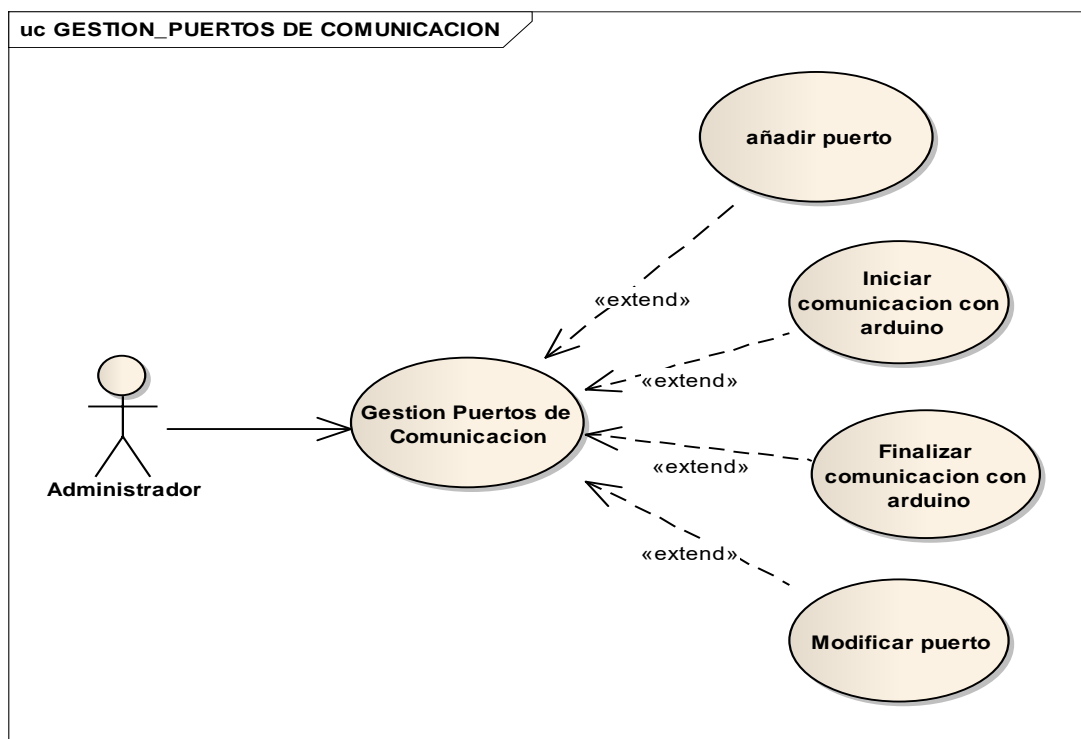 uc GESTION_PUERTOS DE COMUNICACION
añadir puerto
«extend»
Iniciar
comunicacion con
arduino
«extend»
Gestion Puertos de
Comunicacion
Administrador
«extend»
Finalizar
comunicacion con
arduino
«extend»
Modificar puerto